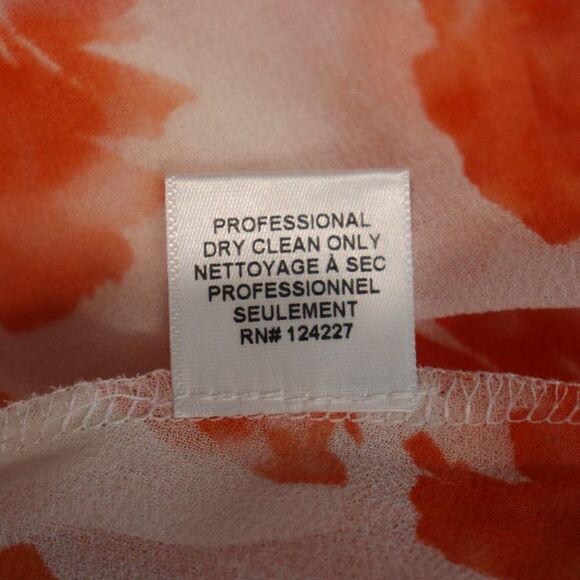 PROFESSIONAL
DRY CLEAN ONLY
NETTOYAGE À SEC
PROFESSIONNEL
SEULEMENT
RN# 124227